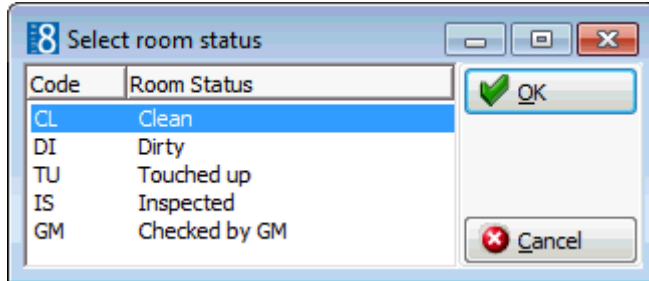 8 Select room status
Code Room Status
CL Clean
DI Dirty
TU Touched up
IS Inspected
GM Checked by GM
OK
Cancel